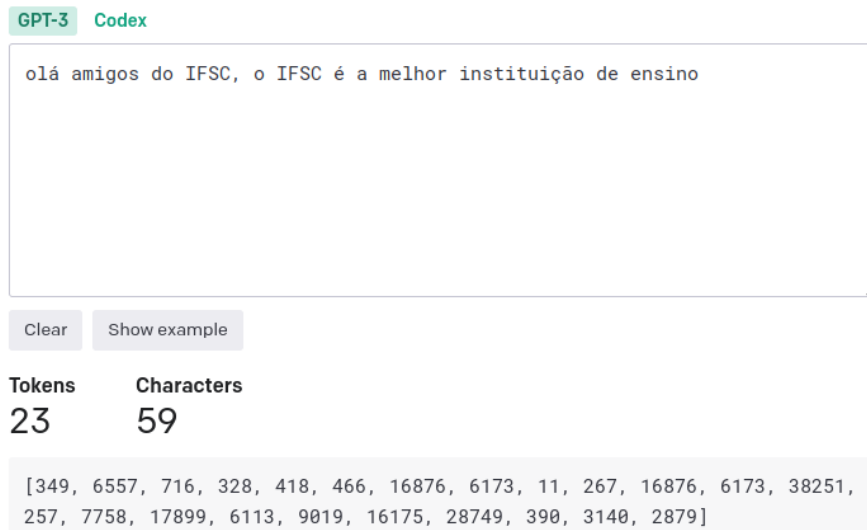 GPT-3 Codex
olá amigos do IFSC, o IFSC é a melhor instituição de ensino
Clear Show example
Tokens Characters
23 59
[349, 6557, 716, 328, 418, 466, 16876, 6173, 11, 267, 16876, 6173, 38251,
257, 7758, 17899, 6113, 9019, 16175, 28749, 390, 3140, 2879]